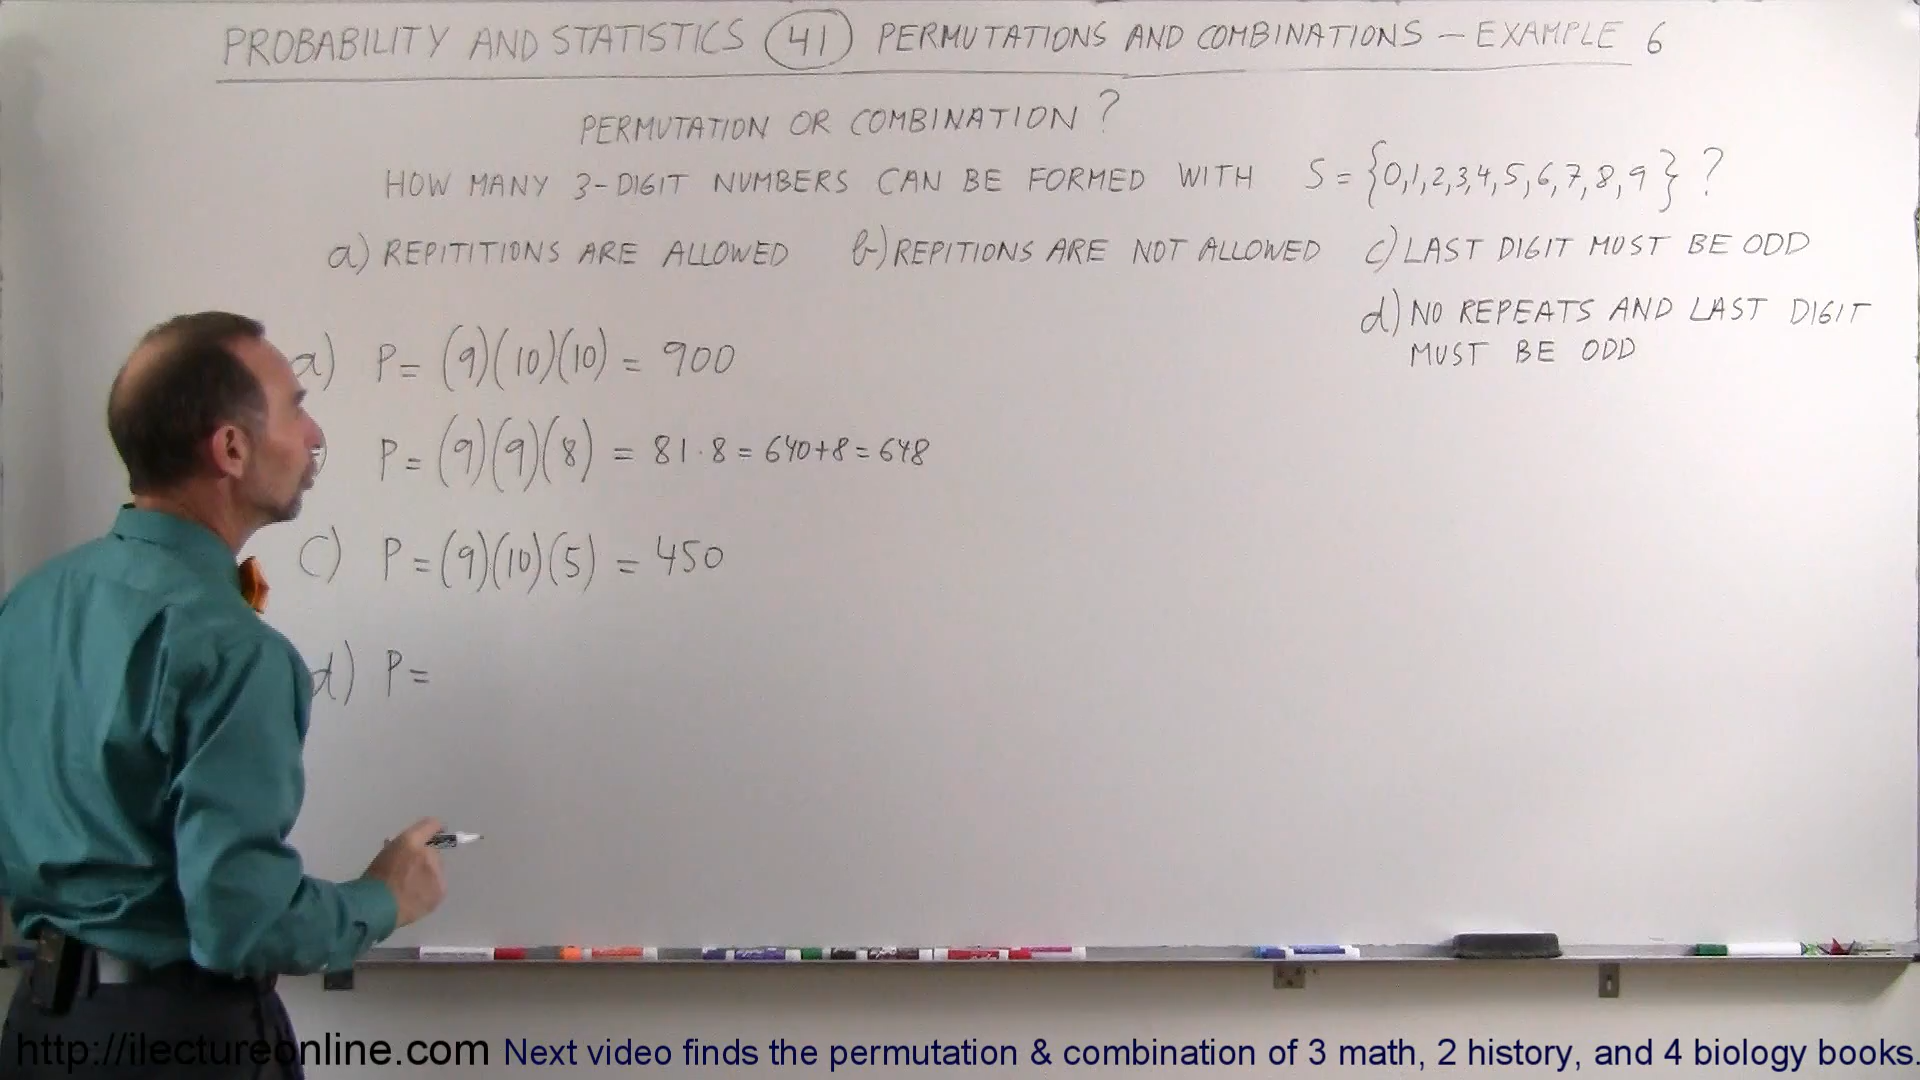 PROBABILITY AND STATISTICS 41 PERMUTATIONS AND COMBINATIONS – EXAMPLE 6
PERMUTATION OR COMBINATION?
HOW MANY 3-DIGIT NUMBERS CAN BE FORMED WITH S = {0,1,2,3,4,5,6,7,8,9}?
a) REPITITIONS ARE ALLOWED b) REPITIONS ARE NOT ALLOWED c) LAST DIGIT MUST BE ODD
d) NO REPEATS AND LAST DIGIT
MUST BE ODD
a) P = (9)(10)(10) = 900
P = (9)(9)(8) = 81·8 = 640+8 = 648
C) P = (9)(10)(5) = 450
d) P =
http://ilectureonline.com Next video finds the permutation & combination of 3 math, 2 history, and 4 biology books.